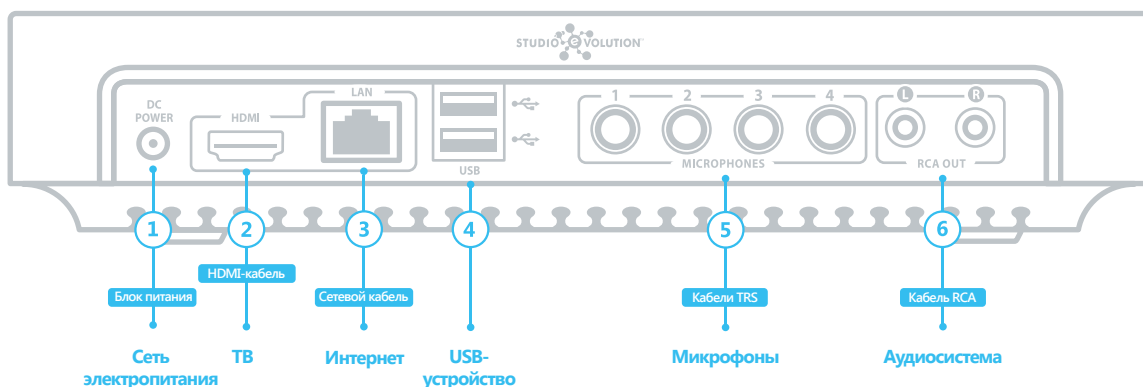 STUDIO eVOLUTION™
DC
POWER
HDMI
LAN
USB
1
2
3
4
MICROPHONES
L
R
RCA OUT
1
2
3
4
5
6
Блок питания
HDMI-кабель
Сетевой кабель
Кабели TRS
Кабель RCA
Сеть
электропитания
ТВ
Интернет
USB-
устройство
Микрофоны
Аудиосистема